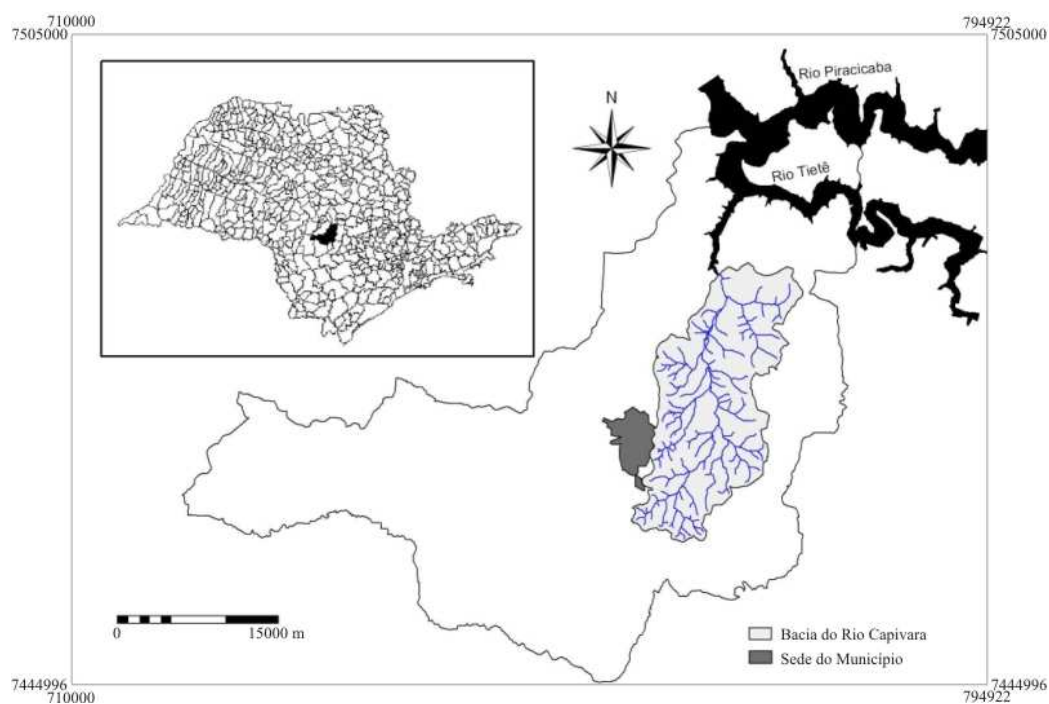 710000
794922
7505000
7505000
Rio Piracicaba
N
Rio Tietê
0
15000 m
Bacia do Rio Capivara
Sede do Município
7444996
7444996
710000
794922